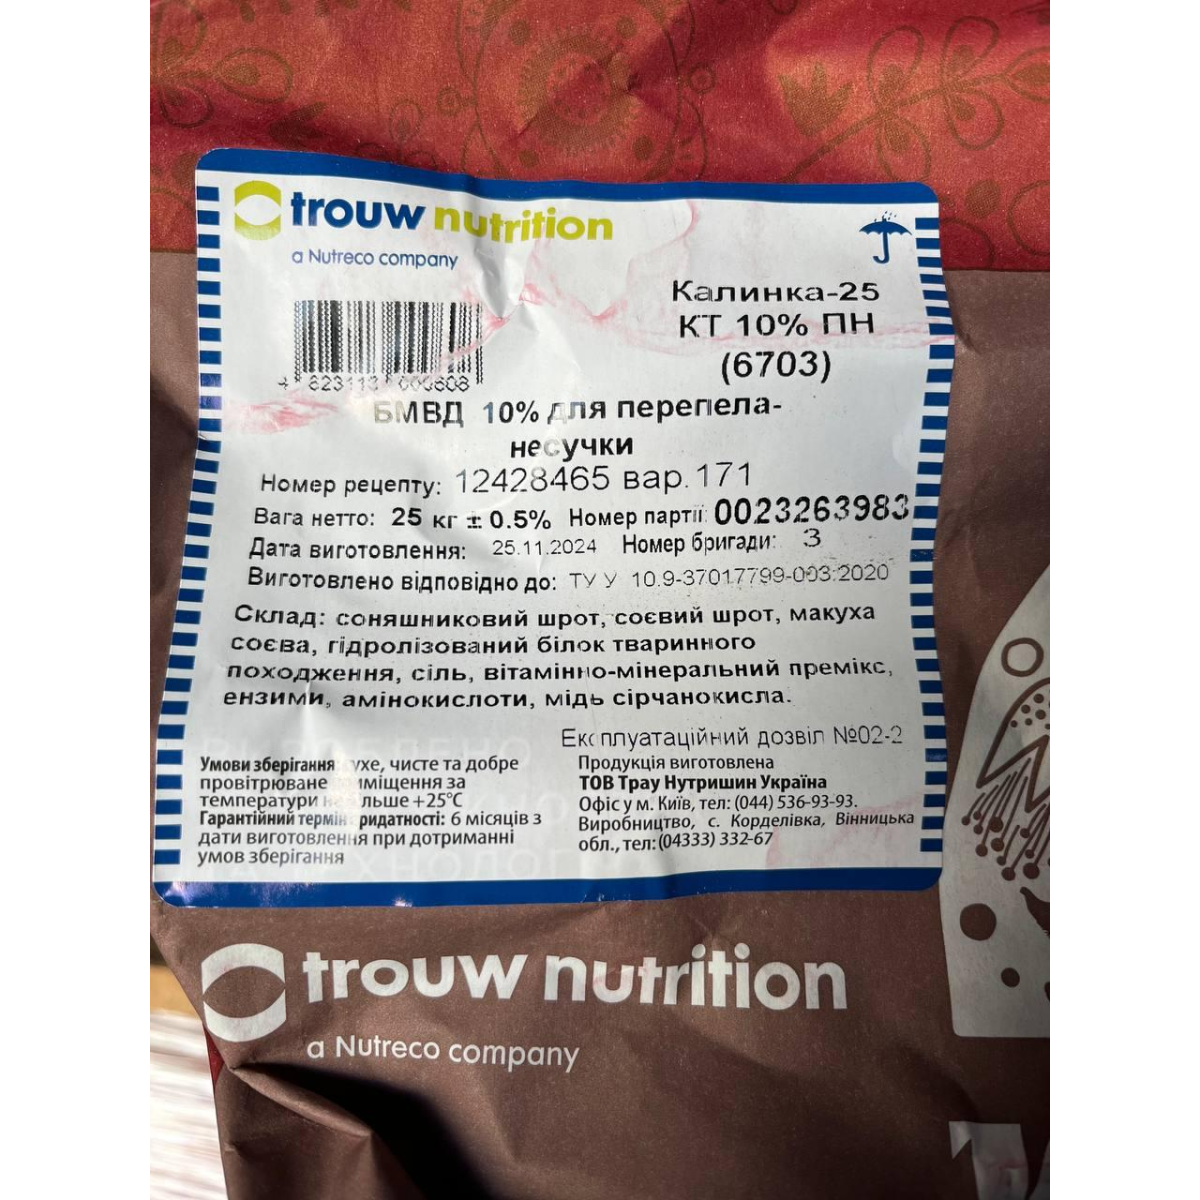 trouw nutrition
a Nutreco company
Калинка-25
КТ 10% ПН
(6703)
4 823113 000608
БМВД 10% для перепела-
несучки
Номер рецепту: 12428465 вар.171
Вага нетто: 25 кг ± 0.5% Номер партії: 0023263983
Дата виготовлення: 25.11.2024 Номер бригади: 3
Виготовлено відповідно до: ТУ У 10.9-37017799-003:2020
Склад: соняшниковий шрот, соєвий шрот, макуха
соєва, гідролізований білок тваринного
походження, сіль, вітамінно-мінеральний премікс,
ензими, амінокислоти, мідь сірчанокисла.
Експлуатаційний дозвіл №02-2
Умови зберігання: сухе, чисте та добре
провітрюване приміщення за
температури не більше +25°С
Гарантійний термін придатності: 6 місяців з
дати виготовлення при дотриманні
умов зберігання
Продукція виготовлена
ТОВ Трау Нутришин Україна
Офіс у м. Київ, тел: (044) 536-93-93.
Виробництво, с. Корделівка, Вінницька
обл., тел:(04333) 332-67
trouw nutrition
a Nutreco company